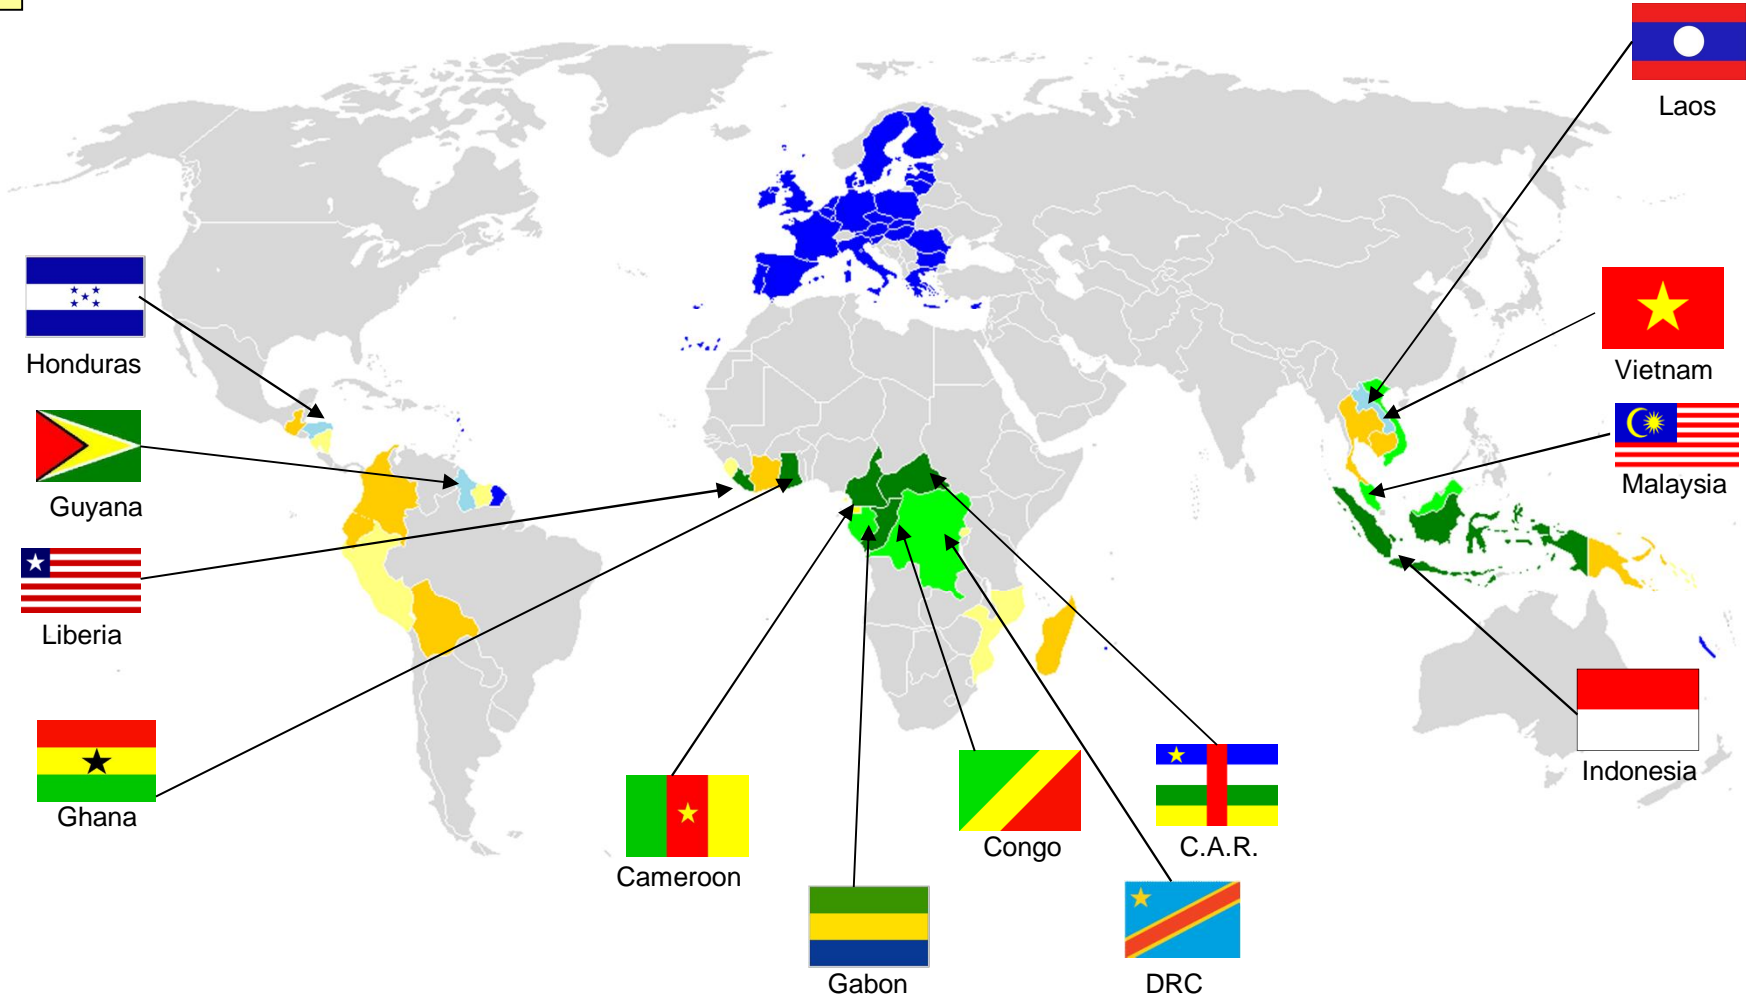 Laos
Honduras
Vietnam
Guyana
Malaysia
Liberia
Indonesia
Ghana
Cameroon
Congo
C.A.R.
Gabon
DRC